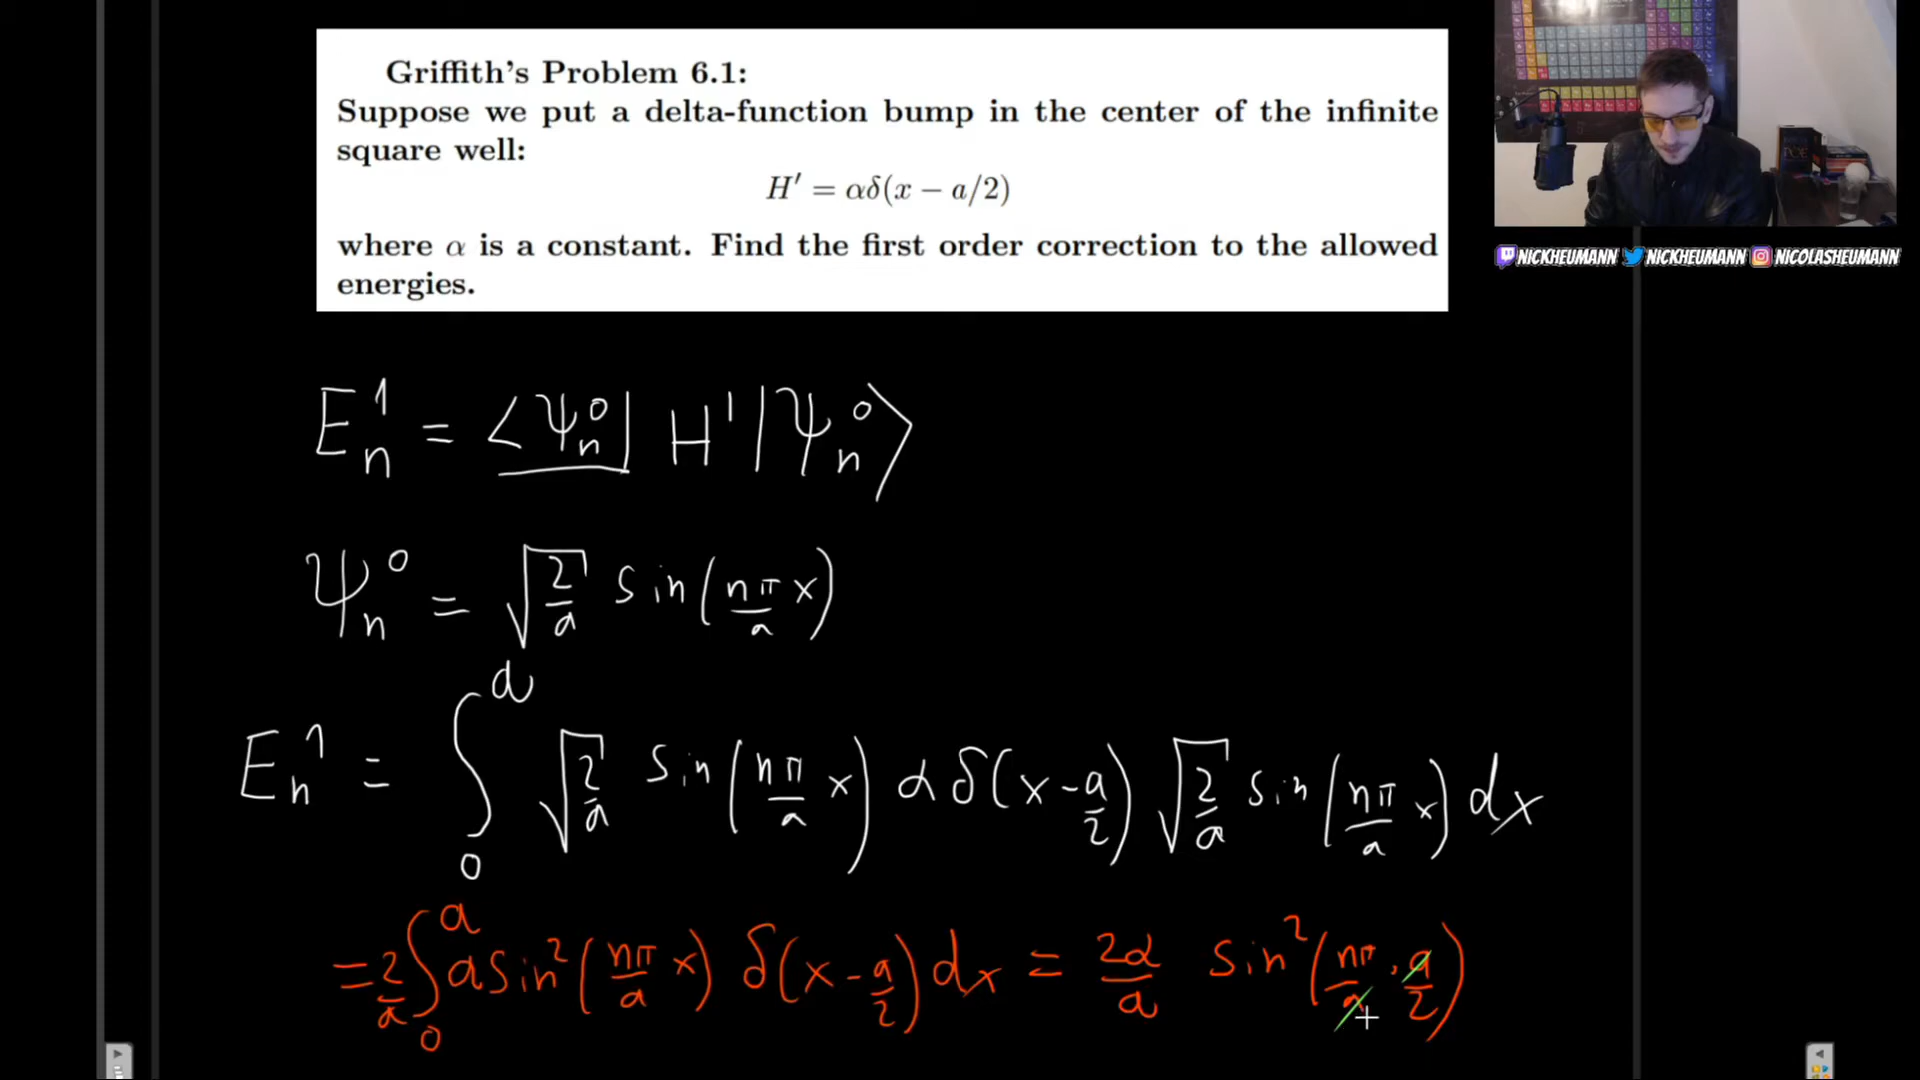 Griffith's Problem 6.1:
Suppose we put a delta-function bump in the center of the infinite
square well:
H′ = αδ(x − a/2)
where α is a constant. Find the first order correction to the allowed
energies.
NICKHEUMANN NICKHEUMANN NICOLASHEUMANN
E_n^1 = <Ψ_n^0| H' |Ψ_n^0>
Ψ_n^0 = √(2/a) sin(nπ/a x)
E_n^1 = ∫_0^a √(2/a) sin(nπ/a x) α δ(x - a/2) √(2/a) sin(nπ/a x) dx
= 2/a ∫_0^a a sin²(nπ/a x) δ(x - a/2) dx = 2α/a sin²(nπ/a · a/2)